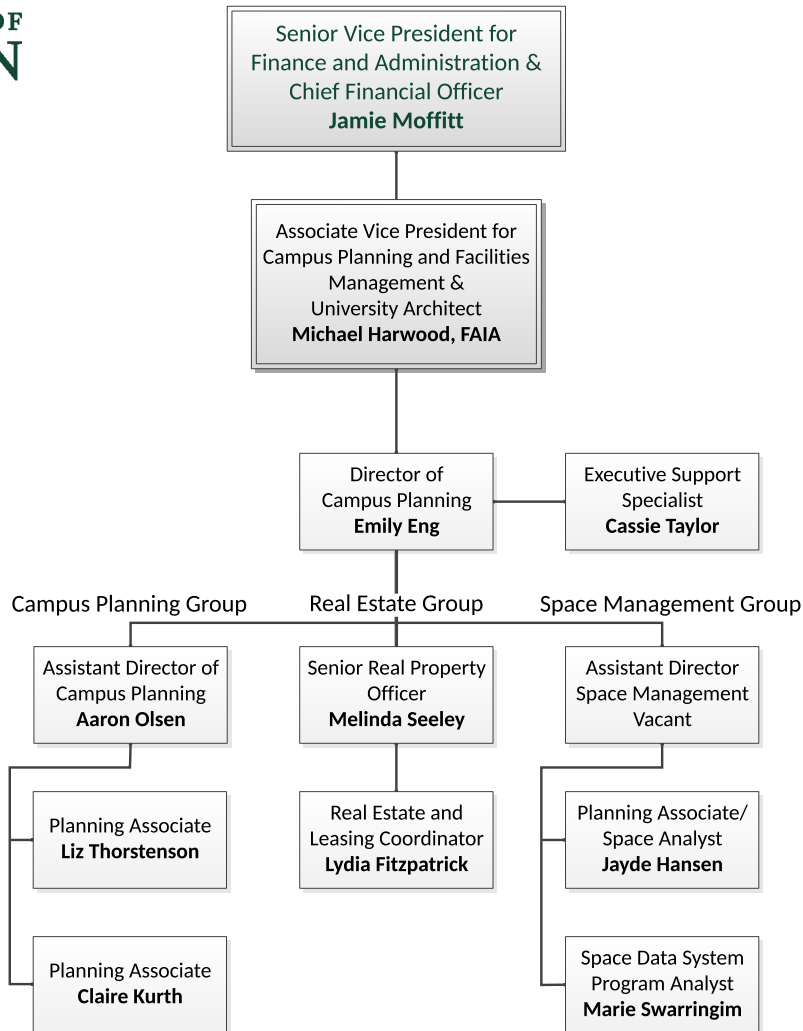 OF
N
Senior Vice President for
Finance and Administration &
Chief Financial Officer
Jamie Moffitt
Associate Vice President for
Campus Planning and Facilities
Management &
University Architect
Michael Harwood, FAIA
Director of
Campus Planning
Emily Eng
Executive Support
Specialist
Cassie Taylor
Campus Planning Group
Real Estate Group
Space Management Group
Assistant Director of
Campus Planning
Aaron Olsen
Senior Real Property
Officer
Melinda Seeley
Assistant Director
Space Management
Vacant
Planning Associate
Liz Thorstenson
Real Estate and
Leasing Coordinator
Lydia Fitzpatrick
Planning Associate/
Space Analyst
Jayde Hansen
Planning Associate
Claire Kurth
Space Data System
Program Analyst
Marie Swarringim